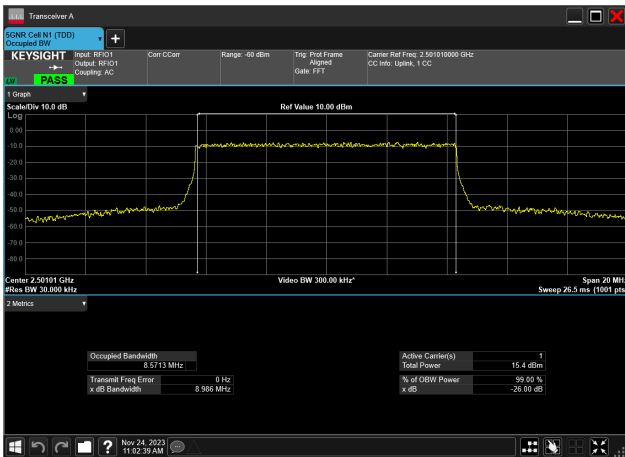 Transceiver A
5GNR Cell N1 (TDD)
Occupied BW
KEYSIGHT
LXI
PASS
Input: RFIO1
Output: RFIO1
Coupling: AC
Corr CCorr
Range: -60 dBm
Trig: Prot Frame
Aligned
Gate: FFT
Carrier Ref Freq: 2.501010000 GHz
CC Info: Uplink, 1 CC
1 Graph
Scale/Div 10.0 dB
Ref Value 10.00 dBm
Log
0.00
-10.0
-20.0
-30.0
-40.0
-50.0
-60.0
-70.0
-80.0
Center 2.50101 GHz
Video BW 300.00 kHz*
Span 20 MHz
#Res BW 30.000 kHz
Sweep 26.5 ms (1001 pts)
2 Metrics
Occupied Bandwidth
8.5713 MHz
Transmit Freq Error 0 Hz
x dB Bandwidth 8.986 MHz
Active Carrier(s) 1
Total Power 15.4 dBm
% of OBW Power 99.00 %
x dB -26.00 dB
Nov 24, 2023
11:02:39 AM